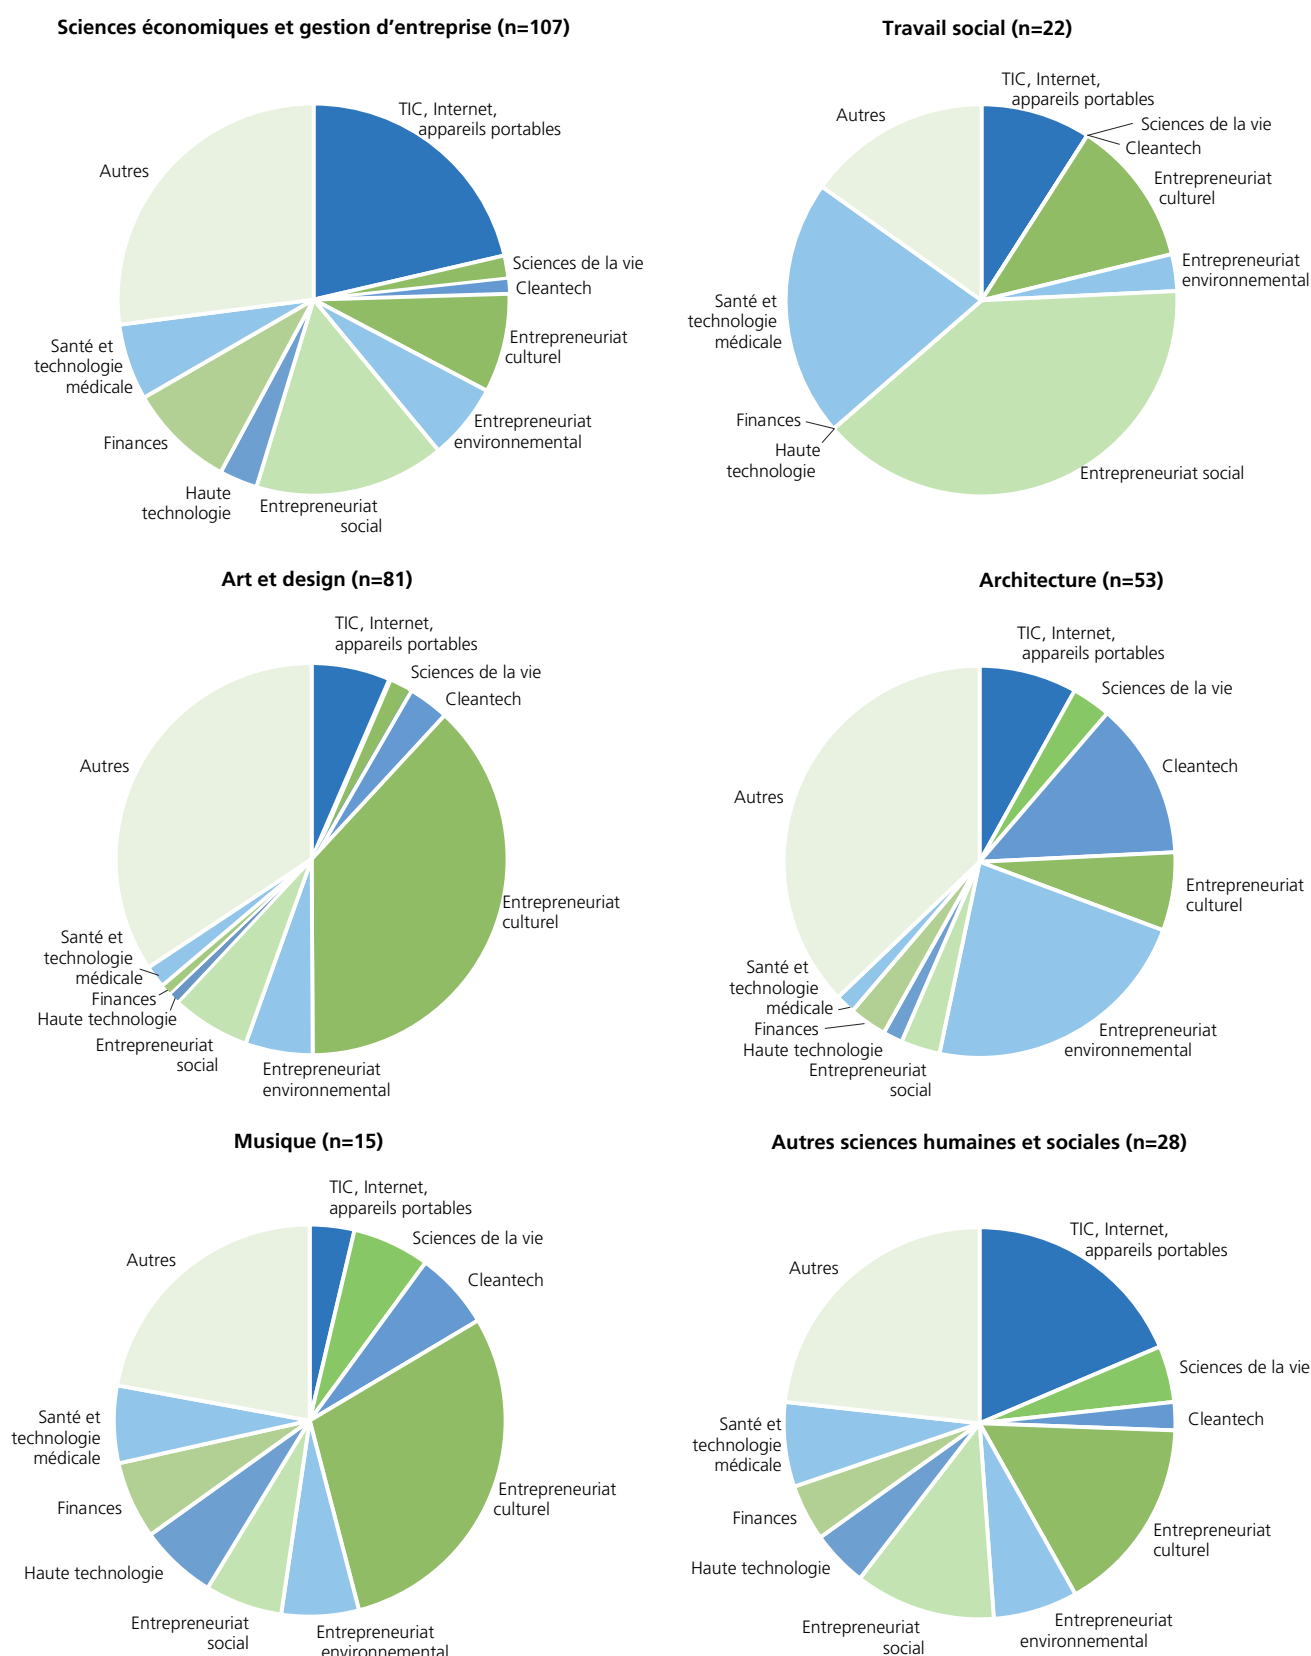 Sciences économiques et gestion d’entreprise (n=107)
TIC, Internet,
appareils portables
Sciences de la vie
Cleantech
Entrepreneuriat
culturel
Entrepreneuriat
environnemental
Entrepreneuriat
social
Haute
technologie
Finances
Santé et
technologie
médicale
Autres
Travail social (n=22)
TIC, Internet,
appareils portables
Sciences de la vie
Cleantech
Entrepreneuriat
culturel
Entrepreneuriat
environnemental
Entrepreneuriat social
Haute
technologie
Finances
Santé et
technologie
médicale
Autres
Art et design (n=81)
TIC, Internet,
appareils portables
Sciences de la vie
Cleantech
Entrepreneuriat
culturel
Entrepreneuriat
environnemental
Entrepreneuriat
social
Haute technologie
Finances
Santé et
technologie
médicale
Autres
Architecture (n=53)
TIC, Internet,
appareils portables
Sciences de la vie
Cleantech
Entrepreneuriat
culturel
Entrepreneuriat
environnemental
Entrepreneuriat
social
Haute technologie
Finances
Santé et
technologie
médicale
Autres
Musique (n=15)
TIC, Internet,
appareils portables
Sciences de la vie
Cleantech
Entrepreneuriat
culturel
Entrepreneuriat
environnemental
Entrepreneuriat
social
Haute technologie
Finances
Santé et
technologie
médicale
Autres
Autres sciences humaines et sociales (n=28)
TIC, Internet,
appareils portables
Sciences de la vie
Cleantech
Entrepreneuriat
culturel
Entrepreneuriat
environnemental
Entrepreneuriat
social
Haute technologie
Finances
Santé et
technologie
médicale
Autres